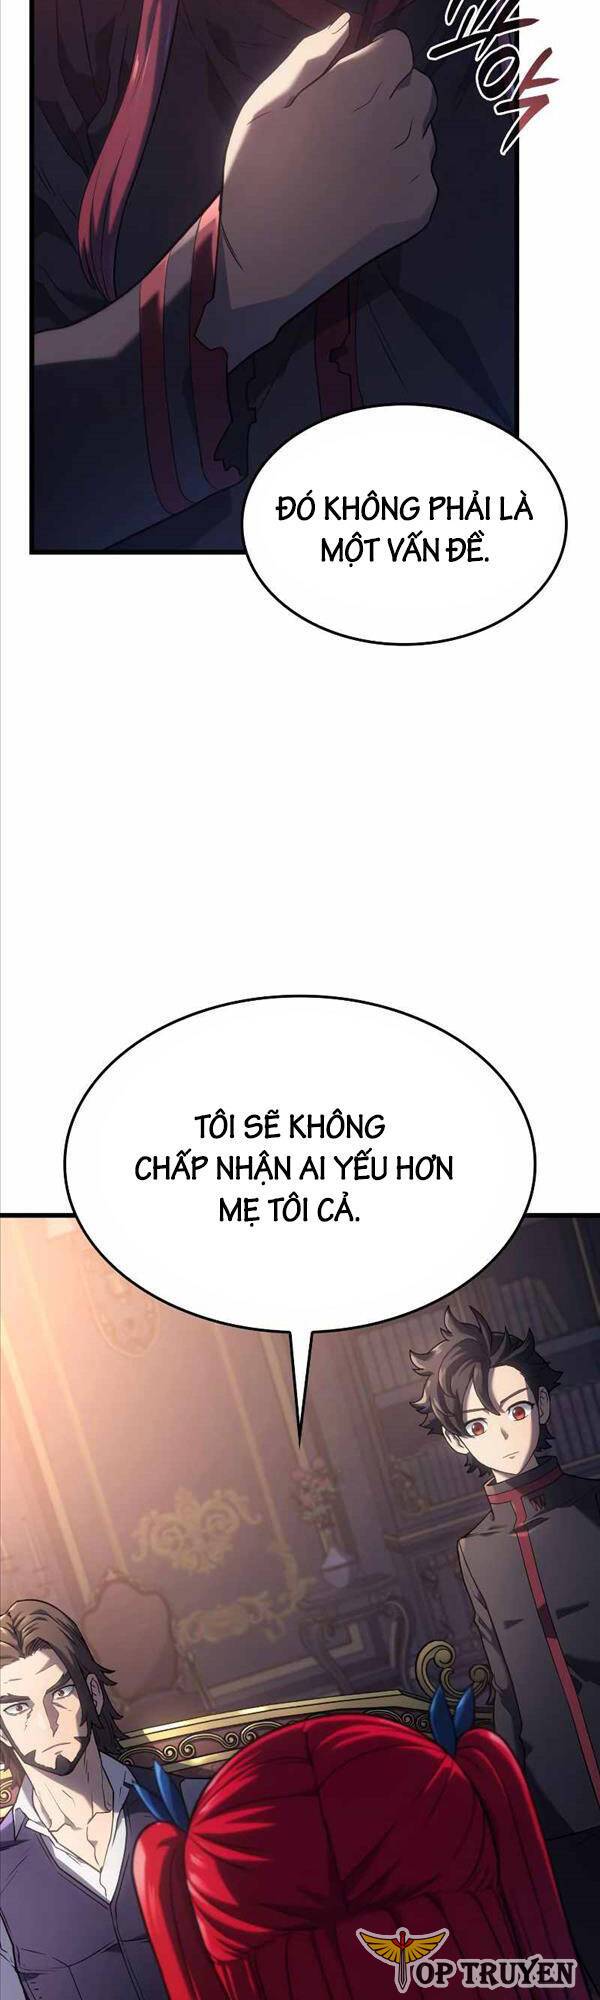 ĐÓ KHÔNG PHẢI LÀ
MỘT VẤN ĐỀ.
TÔI SẼ KHÔNG
CHẤP NHẬN AI YẾU HƠN
MẸ TÔI CẢ.
TOP TRUYEN